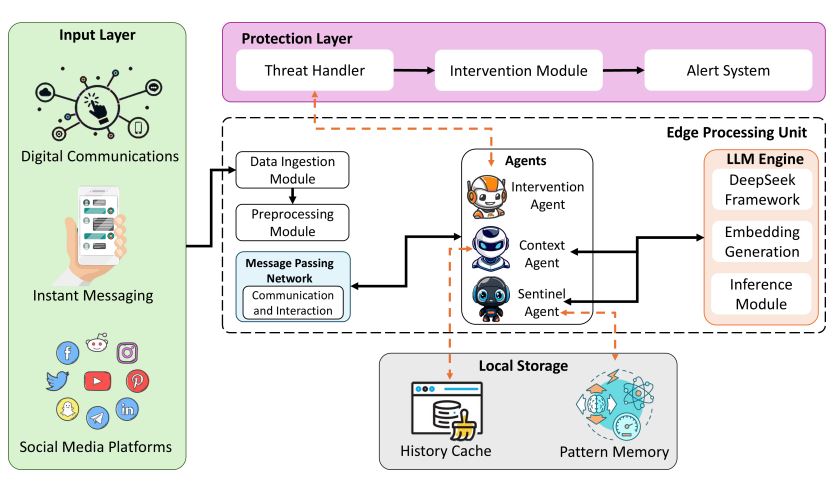 Input Layer
Digital Communications
Instant Messaging
Social Media Platforms
Protection Layer
Threat Handler
Intervention Module
Alert System
Edge Processing Unit
Data Ingestion
Module
Preprocessing
Module
Message Passing
Network
Communication
and Interaction
Agents
Intervention
Agent
Context
Agent
Sentinel
Agent
LLM Engine
DeepSeek
Framework
Embedding
Generation
Inference
Module
Local Storage
History Cache
Pattern Memory